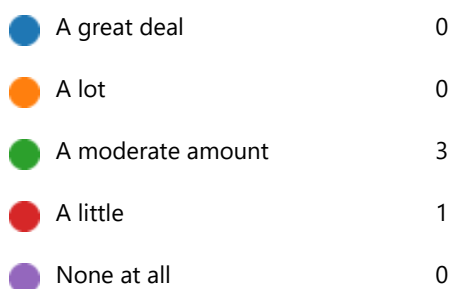 A great deal 0
A lot 0
A moderate amount 3
A little 1
None at all 0